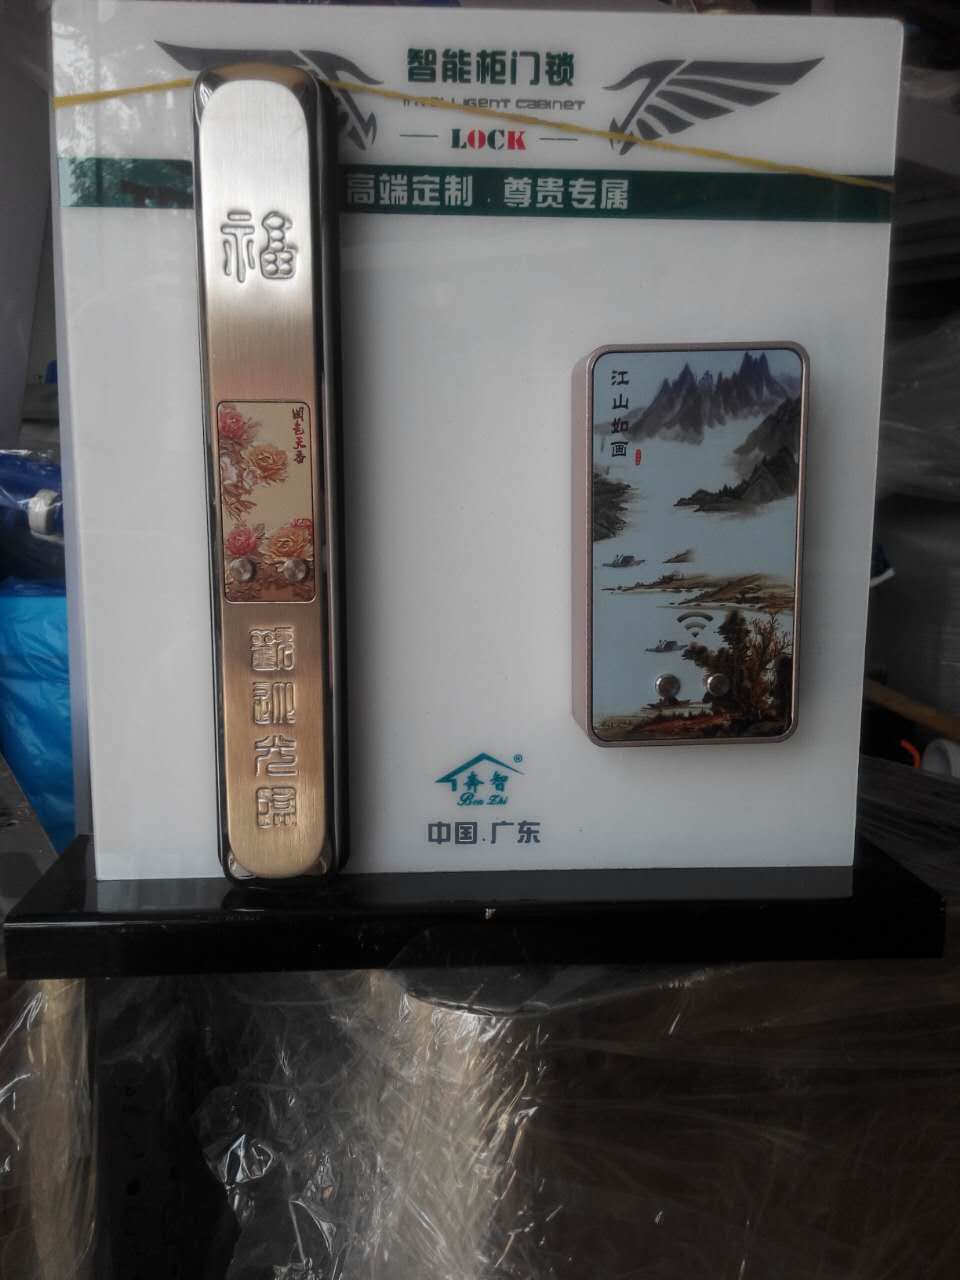 智能柜门锁
INTELLIGENT CABINET
LOCK
高端定制.尊贵专属
福
国色天香
江山如画
奔智®
Ben Zhi
中国.广东